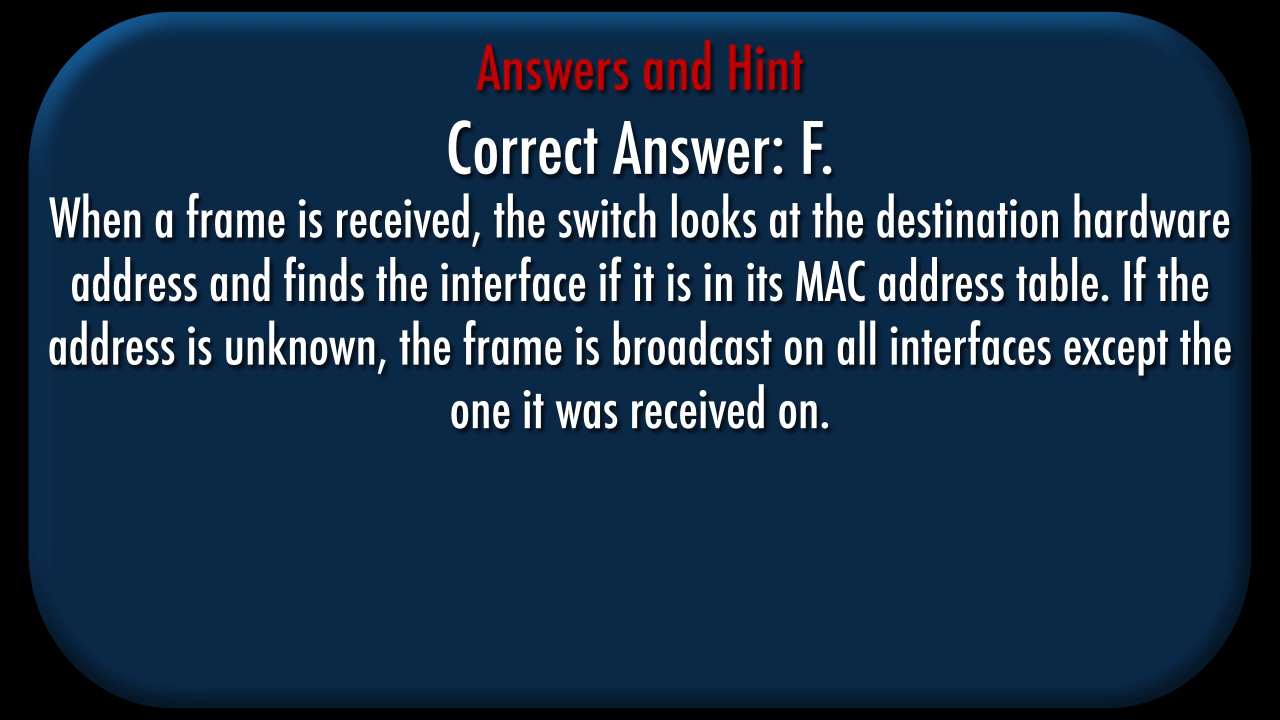 Answers and Hint
Correct Answer: F.
When a frame is received, the switch looks at the destination hardware
address and finds the interface if it is in its MAC address table. If the
address is unknown, the frame is broadcast on all interfaces except the
one it was received on.